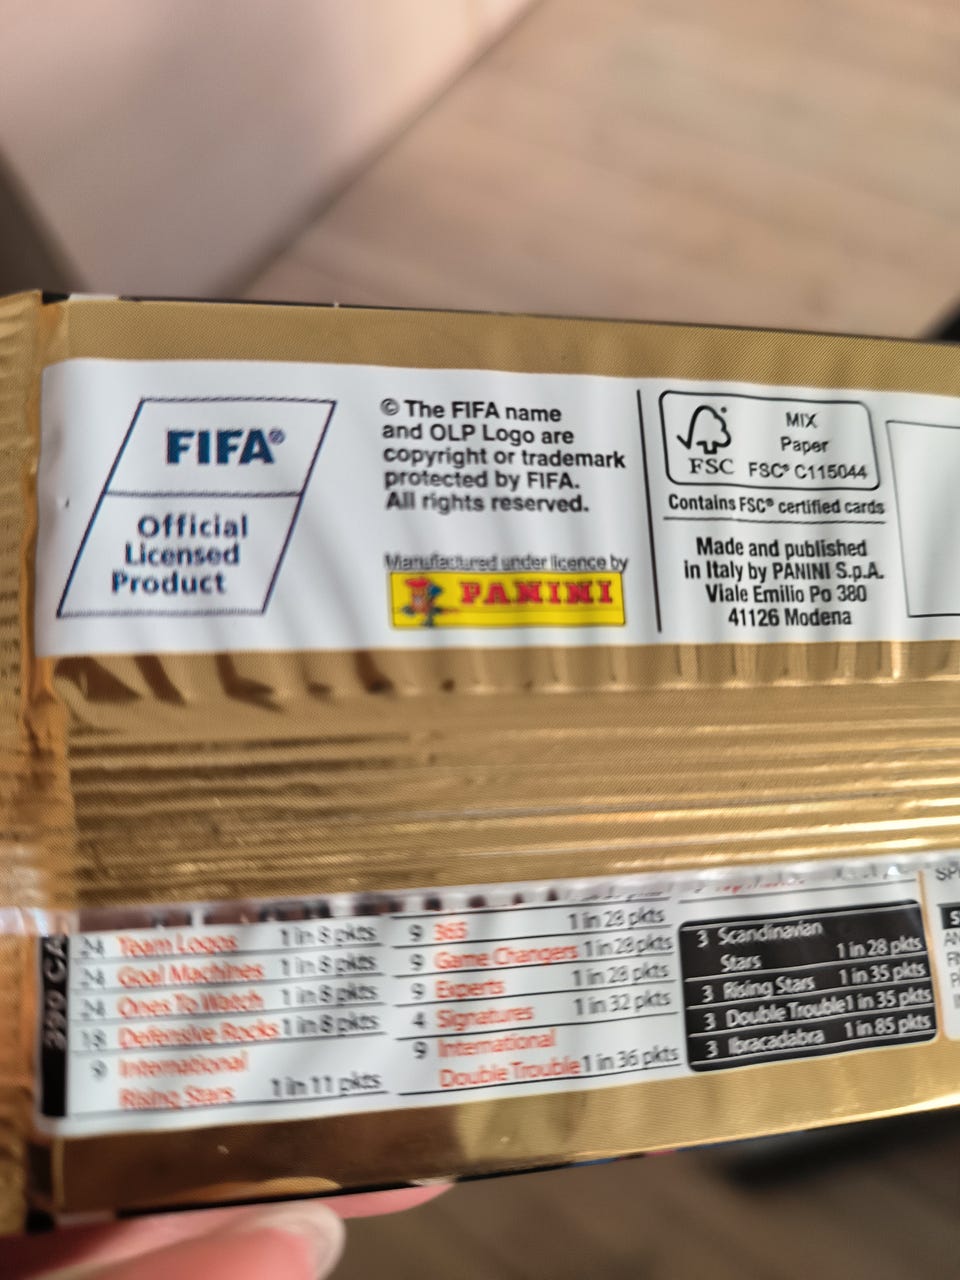 FIFA®
Official
Licensed
Product
© The FIFA name
and OLP Logo are
copyright or trademark
protected by FIFA.
All rights reserved.
Manufactured under licence by
PANINI
FSC
MIX
Paper
FSC® C115044
Contains FSC® certified cards
Made and published
in Italy by PANINI S.p.A.
Viale Emilio Po 380
41126 Modena
24 Team Logos 1 in 8 pkts
24 Goal Machines 1 in 8 pkts
24 Ones To Watch 1 in 8 pkts
18 Defensive Rocks 1 in 8 pkts
9 International
Rising Stars 1 in 11 pkts
9 365 1 in 28 pkts
9 Game Changers 1 in 28 pkts
9 Experts 1 in 28 pkts
4 Signatures 1 in 32 pkts
9 International
Double Trouble 1 in 36 pkts
3 Scandinavian
Stars 1 in 28 pkts
3 Rising Stars 1 in 35 pkts
3 Double Trouble 1 in 35 pkts
3 Ibracadabra 1 in 85 pkts